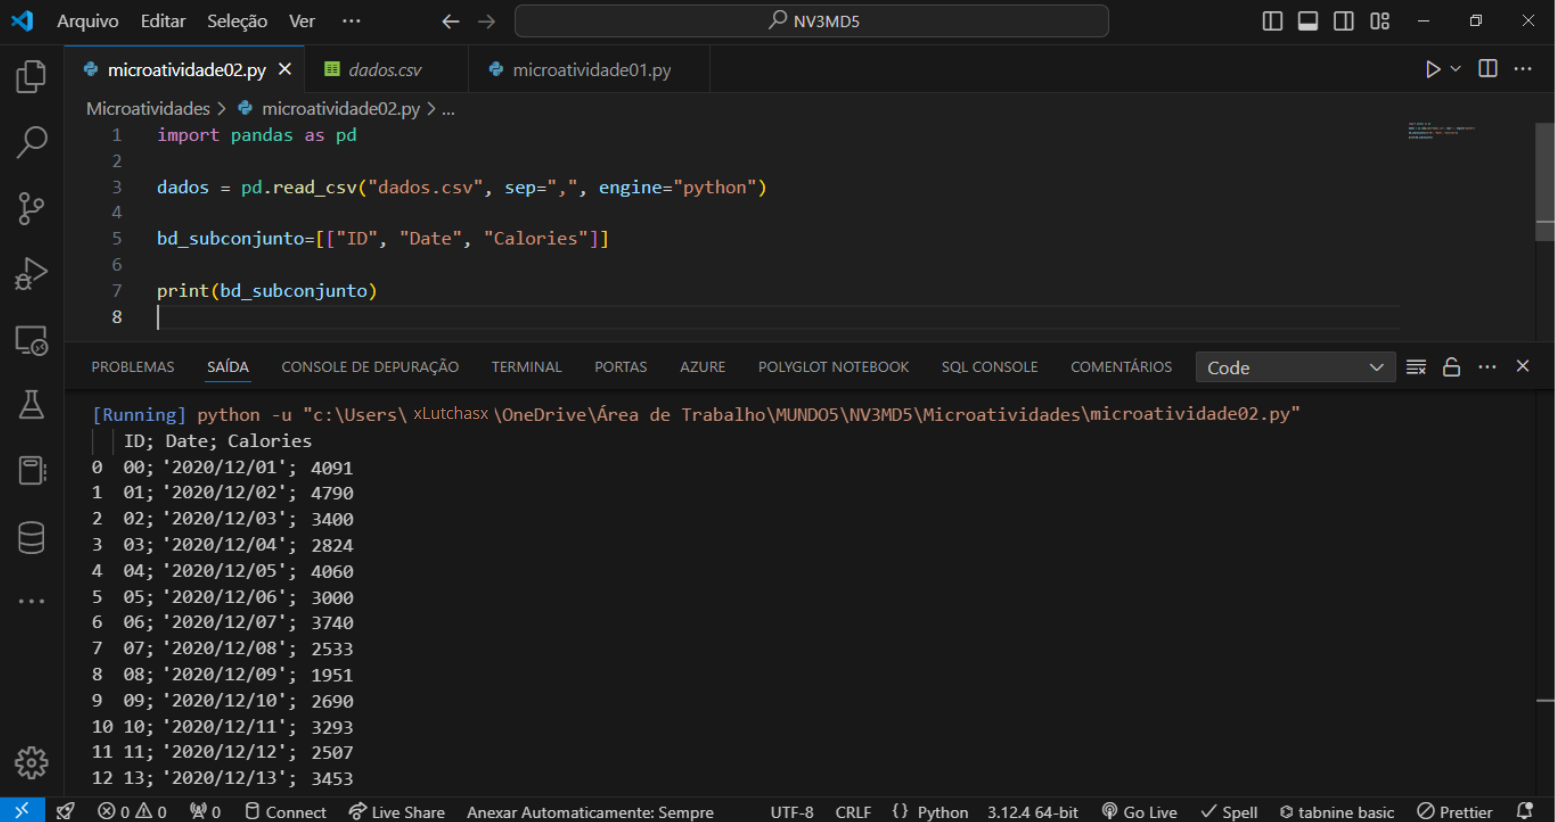 Arquivo Editar Seleção Ver ··· NV3MD5
microatividade02.py dados.csv microatividade01.py
Microatividades > microatividade02.py > ...
1 import pandas as pd
2
3 dados = pd.read_csv("dados.csv", sep=",", engine="python")
4
5 bd_subconjunto=[["ID", "Date", "Calories"]]
6
7 print(bd_subconjunto)
8
PROBLEMAS SAÍDA CONSOLE DE DEPURAÇÃO TERMINAL PORTAS AZURE POLYGLOT NOTEBOOK SQL CONSOLE COMENTÁRIOS Code
[Running] python -u "c:\Users\ xLutchasx \OneDrive\Área de Trabalho\MUNDO5\NV3MD5\Microatividades\microatividade02.py"
ID; Date; Calories
0 00; '2020/12/01'; 4091
1 01; '2020/12/02'; 4790
2 02; '2020/12/03'; 3400
3 03; '2020/12/04'; 2824
4 04; '2020/12/05'; 4060
5 05; '2020/12/06'; 3000
6 06; '2020/12/07'; 3740
7 07; '2020/12/08'; 2533
8 08; '2020/12/09'; 1951
9 09; '2020/12/10'; 2690
10 10; '2020/12/11'; 3293
11 11; '2020/12/12'; 2507
12 13; '2020/12/13'; 3453
0 0 0 Connect Live Share Anexar Automaticamente: Sempre UTF-8 CRLF {} Python 3.12.4 64-bit Go Live Spell tabnine basic Prettier